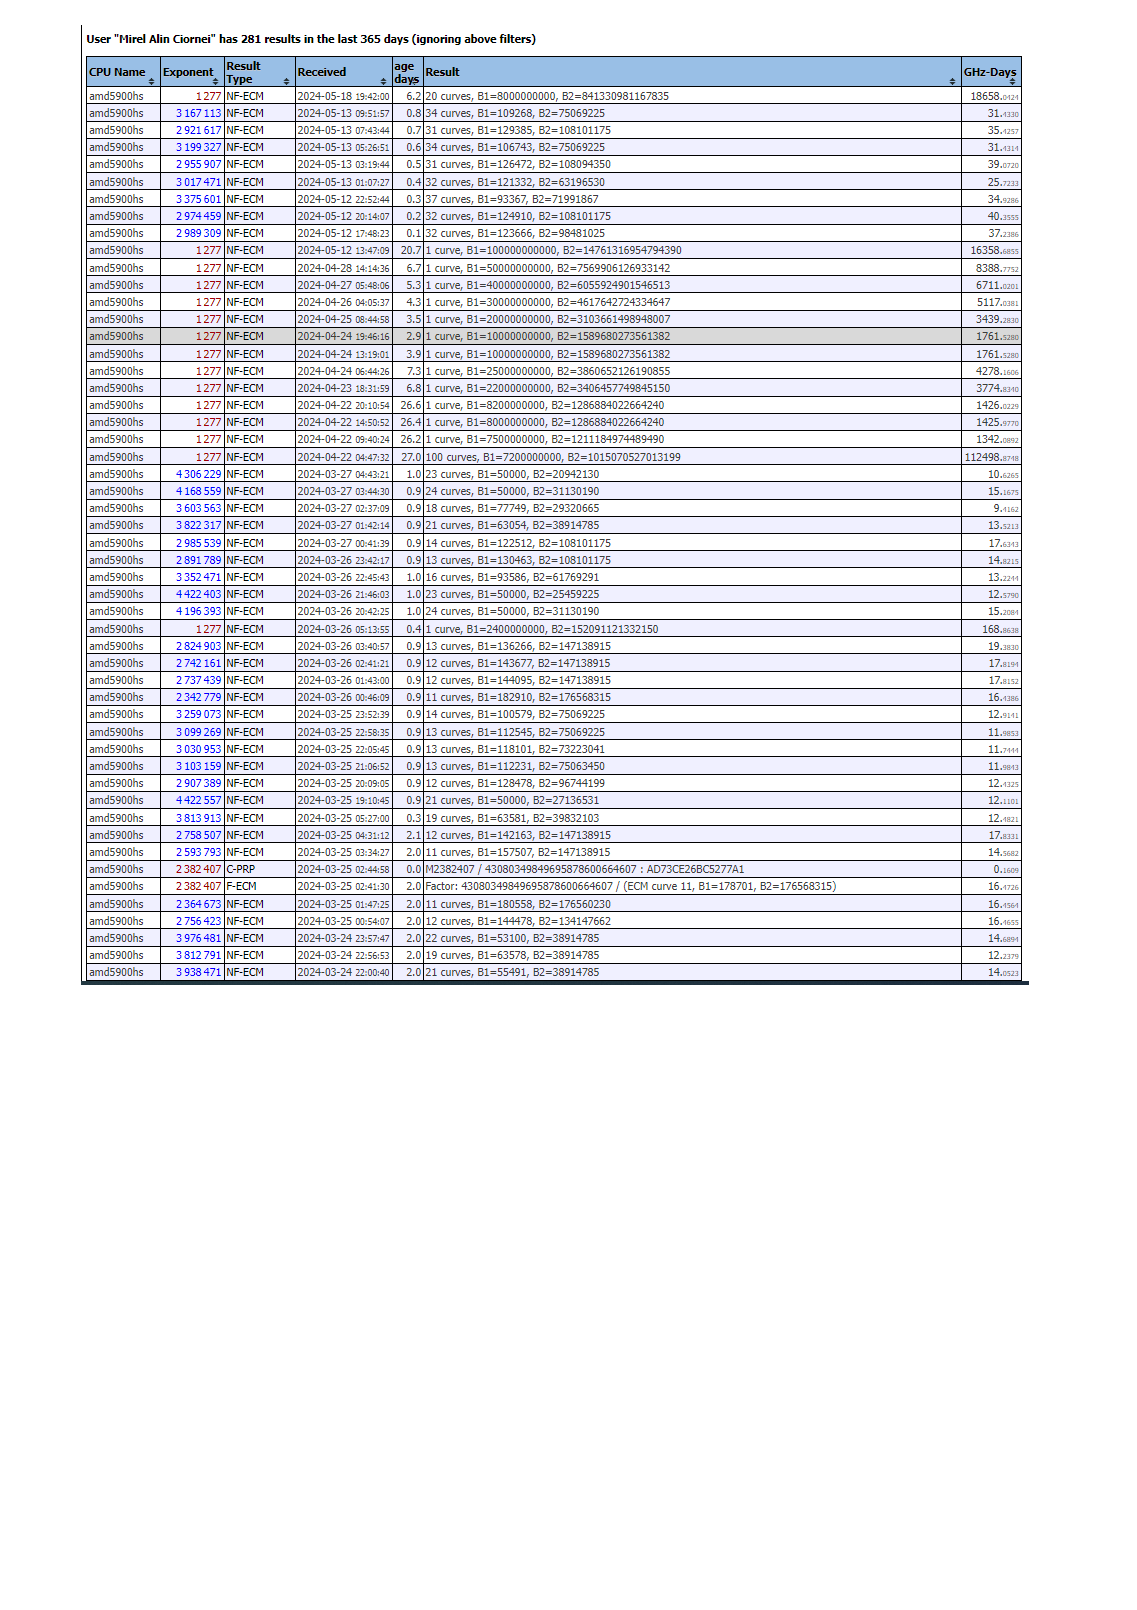 User "Mirel Alin Ciornei" has 281 results in the last 365 days (ignoring above filters)
CPU Name Exponent Result Type Received age days Result GHz-Days
amd5900hs 1 277 NF-ECM 2024-05-18 19:42:00 6.2 20 curves, B1=8000000000, B2=841330981167835 18658.0424
amd5900hs 3 167 113 NF-ECM 2024-05-13 09:51:57 0.8 34 curves, B1=109268, B2=75069225 31.4330
amd5900hs 2 921 617 NF-ECM 2024-05-13 07:43:44 0.7 31 curves, B1=129385, B2=108101175 35.4257
amd5900hs 3 199 327 NF-ECM 2024-05-13 05:26:51 0.6 34 curves, B1=106743, B2=75069225 31.4314
amd5900hs 2 955 907 NF-ECM 2024-05-13 03:19:44 0.5 31 curves, B1=126472, B2=108094350 39.0720
amd5900hs 3 017 471 NF-ECM 2024-05-13 01:07:27 0.4 32 curves, B1=121332, B2=63196530 25.7233
amd5900hs 3 375 601 NF-ECM 2024-05-12 22:52:44 0.3 37 curves, B1=93367, B2=71991867 34.9286
amd5900hs 2 974 459 NF-ECM 2024-05-12 20:14:07 0.2 32 curves, B1=124910, B2=108101175 40.3555
amd5900hs 2 989 309 NF-ECM 2024-05-12 17:48:23 0.1 32 curves, B1=123666, B2=98481025 37.2386
amd5900hs 1 277 NF-ECM 2024-05-12 13:47:09 20.7 1 curve, B1=100000000000, B2=14761316954794390 16358.6855
amd5900hs 1 277 NF-ECM 2024-04-28 14:14:36 6.7 1 curve, B1=50000000000, B2=7569906126933142 8388.7752
amd5900hs 1 277 NF-ECM 2024-04-27 05:48:06 5.3 1 curve, B1=40000000000, B2=6055924901546513 6711.0201
amd5900hs 1 277 NF-ECM 2024-04-26 04:05:37 4.3 1 curve, B1=30000000000, B2=4617642724334647 5117.0381
amd5900hs 1 277 NF-ECM 2024-04-25 08:44:58 3.5 1 curve, B1=20000000000, B2=3103661498948007 3439.2830
amd5900hs 1 277 NF-ECM 2024-04-24 19:46:16 2.9 1 curve, B1=10000000000, B2=1589680273561382 1761.5280
amd5900hs 1 277 NF-ECM 2024-04-24 13:19:01 3.9 1 curve, B1=10000000000, B2=1589680273561382 1761.5280
amd5900hs 1 277 NF-ECM 2024-04-24 06:44:26 7.3 1 curve, B1=25000000000, B2=3860652126190855 4278.1606
amd5900hs 1 277 NF-ECM 2024-04-23 18:31:59 6.8 1 curve, B1=22000000000, B2=3406457749845150 3774.8340
amd5900hs 1 277 NF-ECM 2024-04-22 20:10:54 26.6 1 curve, B1=8200000000, B2=1286884022664240 1426.0229
amd5900hs 1 277 NF-ECM 2024-04-22 14:50:52 26.4 1 curve, B1=8000000000, B2=1286884022664240 1425.9770
amd5900hs 1 277 NF-ECM 2024-04-22 09:40:24 26.2 1 curve, B1=7500000000, B2=1211184974489490 1342.0892
amd5900hs 1 277 NF-ECM 2024-04-22 04:47:32 27.0 100 curves, B1=7200000000, B2=1015070527013199 112498.8748
amd5900hs 4 306 229 NF-ECM 2024-03-27 04:43:21 1.0 23 curves, B1=50000, B2=20942130 10.6265
amd5900hs 4 168 559 NF-ECM 2024-03-27 03:44:30 0.9 24 curves, B1=50000, B2=31130190 15.1675
amd5900hs 3 603 563 NF-ECM 2024-03-27 02:37:09 0.9 18 curves, B1=77749, B2=29320665 9.4162
amd5900hs 3 822 317 NF-ECM 2024-03-27 01:42:14 0.9 21 curves, B1=63054, B2=38914785 13.5213
amd5900hs 2 985 539 NF-ECM 2024-03-27 00:41:39 0.9 14 curves, B1=122512, B2=108101175 17.6343
amd5900hs 2 891 789 NF-ECM 2024-03-26 23:42:17 0.9 13 curves, B1=130463, B2=108101175 14.8215
amd5900hs 3 352 471 NF-ECM 2024-03-26 22:45:43 1.0 16 curves, B1=93586, B2=61769291 13.2244
amd5900hs 4 422 403 NF-ECM 2024-03-26 21:46:03 1.0 23 curves, B1=50000, B2=25459225 12.5790
amd5900hs 4 196 393 NF-ECM 2024-03-26 20:42:25 1.0 24 curves, B1=50000, B2=31130190 15.2084
amd5900hs 1 277 NF-ECM 2024-03-26 05:13:55 0.4 1 curve, B1=2400000000, B2=152091121332150 168.8638
amd5900hs 2 824 903 NF-ECM 2024-03-26 03:40:57 0.9 13 curves, B1=136266, B2=147138915 19.3830
amd5900hs 2 742 161 NF-ECM 2024-03-26 02:41:21 0.9 12 curves, B1=143677, B2=147138915 17.8194
amd5900hs 2 737 439 NF-ECM 2024-03-26 01:43:00 0.9 12 curves, B1=144095, B2=147138915 17.8152
amd5900hs 2 342 779 NF-ECM 2024-03-26 00:46:09 0.9 11 curves, B1=182910, B2=176568315 16.4386
amd5900hs 3 259 073 NF-ECM 2024-03-25 23:52:39 0.9 14 curves, B1=100579, B2=75069225 12.9141
amd5900hs 3 099 269 NF-ECM 2024-03-25 22:58:35 0.9 13 curves, B1=112545, B2=75069225 11.9853
amd5900hs 3 030 953 NF-ECM 2024-03-25 22:05:45 0.9 13 curves, B1=118101, B2=73223041 11.7444
amd5900hs 3 103 159 NF-ECM 2024-03-25 21:06:52 0.9 13 curves, B1=112231, B2=75063450 11.9843
amd5900hs 2 907 389 NF-ECM 2024-03-25 20:09:05 0.9 12 curves, B1=128478, B2=96744199 12.4325
amd5900hs 4 422 557 NF-ECM 2024-03-25 19:10:45 0.9 21 curves, B1=50000, B2=27136531 12.1101
amd5900hs 3 813 913 NF-ECM 2024-03-25 05:27:00 0.3 19 curves, B1=63581, B2=39832103 12.4821
amd5900hs 2 758 507 NF-ECM 2024-03-25 04:31:12 2.1 12 curves, B1=142163, B2=147138915 17.8331
amd5900hs 2 593 793 NF-ECM 2024-03-25 03:34:27 2.0 11 curves, B1=157507, B2=147138915 14.5682
amd5900hs 2 382 407 C-PRP 2024-03-25 02:44:58 0.0 M2382407 / 43080349849695878600664607 : AD73CE26BC5277A1 0.1609
amd5900hs 2 382 407 F-ECM 2024-03-25 02:41:30 2.0 Factor: 43080349849695878600664607 / (ECM curve 11, B1=178701, B2=176568315) 16.4726
amd5900hs 2 364 673 NF-ECM 2024-03-25 01:47:25 2.0 11 curves, B1=180558, B2=176560230 16.4564
amd5900hs 2 756 423 NF-ECM 2024-03-25 00:54:07 2.0 12 curves, B1=144478, B2=134147662 16.4655
amd5900hs 3 976 481 NF-ECM 2024-03-24 23:57:47 2.0 22 curves, B1=53100, B2=38914785 14.6894
amd5900hs 3 812 791 NF-ECM 2024-03-24 22:56:53 2.0 19 curves, B1=63578, B2=38914785 12.2379
amd5900hs 3 938 471 NF-ECM 2024-03-24 22:00:40 2.0 21 curves, B1=55491, B2=38914785 14.0523